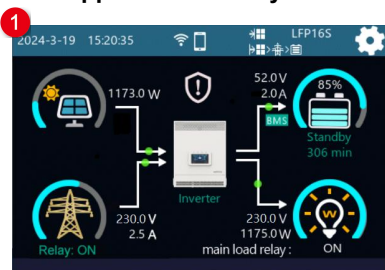 1
2024-3-19 15:20:35
LFP16S
1173.0 W
52.0 V
2.0 A
BMS
85%
Standby
306 min
Inverter
230.0 V
2.5 A
Relay: ON
230.0 V
1175.0 W
main load relay :
W
ON